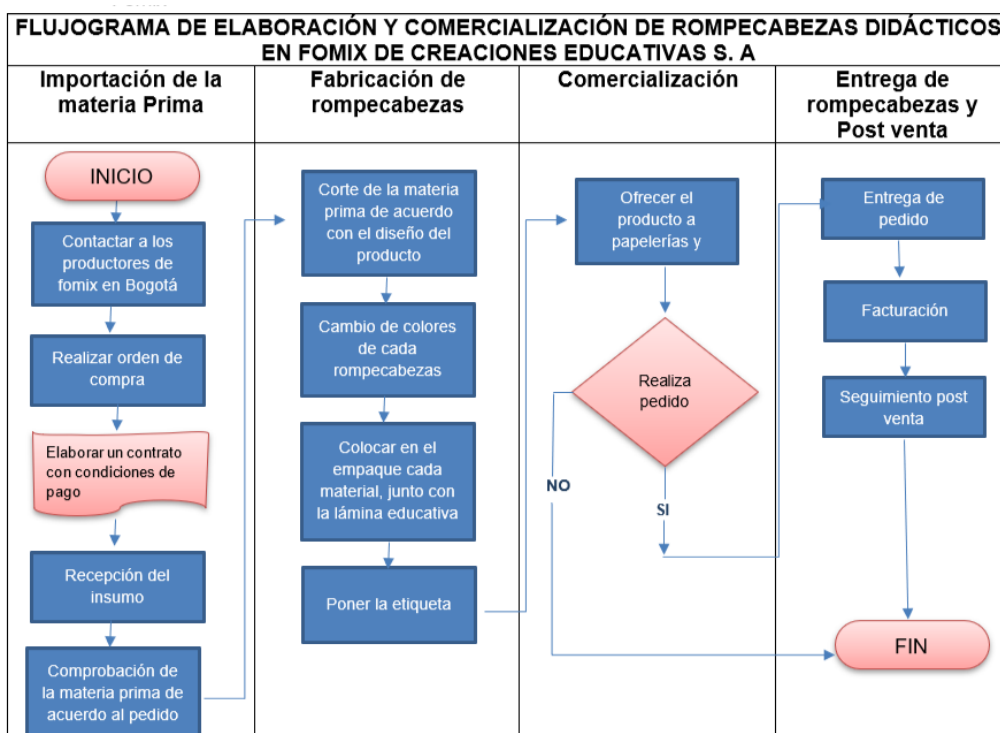 FLUJOGRAMA DE ELABORACIÓN Y COMERCIALIZACIÓN DE ROMPECABEZAS DIDÁCTICOS
EN FOMIX DE CREACIONES EDUCATIVAS S. A
Importación de la
materia Prima
Fabricación de
rompecabezas
Comercialización
Entrega de
rompecabezas y
Post venta
INICIO
Contactar a los
productores de
fomix en Bogotá
Realizar orden de
compra
Elaborar un contrato
con condiciones de
pago
Recepción del
insumo
Comprobación de
la materia prima de
acuerdo al pedido
Corte de la materia
prima de acuerdo
con el diseño del
producto
Cambio de colores
de cada
rompecabezas
Colocar en el
empaque cada
material, junto con
la lámina educativa
Poner la etiqueta
Ofrecer el
producto a
papelerías y
Realiza
pedido
NO
SI
Entrega de
pedido
Facturación
Seguimiento post
venta
FIN